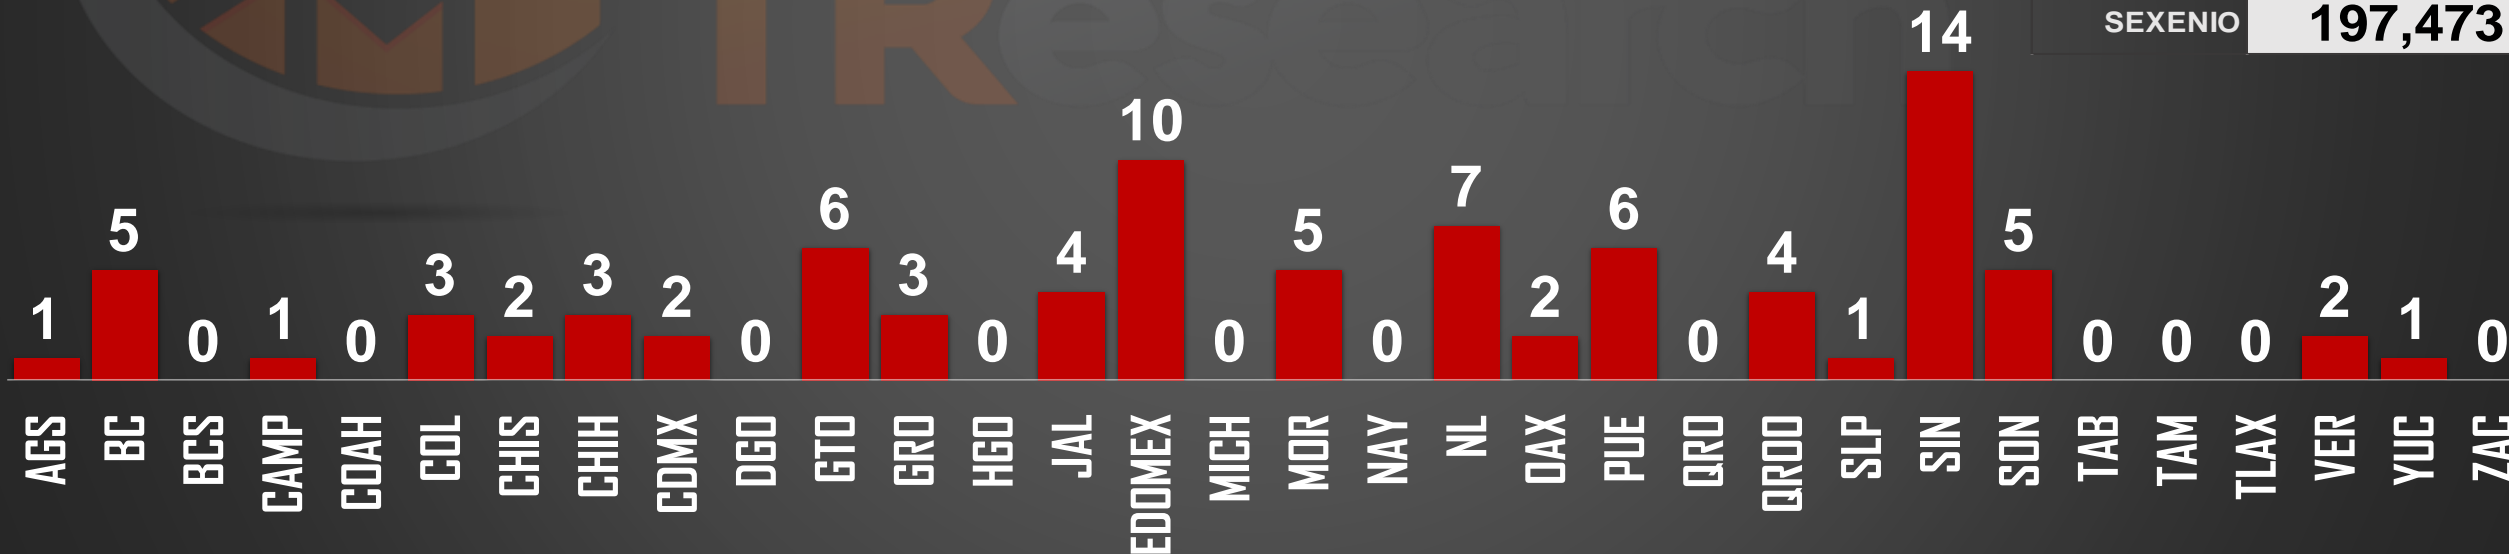 TResearch
SEXENIO 197,473
1 5 0 1 0 3 2 3 2 0 6 3 0 4 10 0 5 0 7 2 6 0 4 1 14 5 0 0 0 2 1 0
AGS BC BCS CAMP COAH COL CHIS CHIH CDMX DGO GTO GRO HGO JAL EDOMEX MICH MOR NAY NL OAX PUE QRO QROO SLP SIN SON TAB TAM TLAX VER YUC ZAC